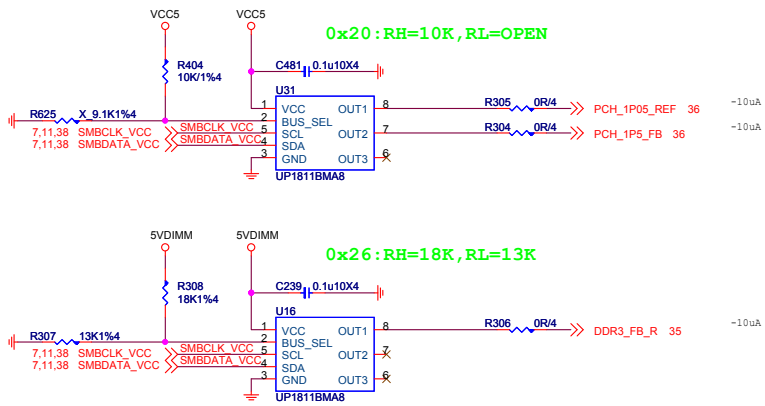 VCC5 VCC5
0x20:RH=10K,RL=OPEN
R404
10K/1%4
C481 0.1u10X4
U31
R625 X_9.1K1%4
1 VCC OUT1 8 R305 0R/4 PCH_1P05_REF 36 -10uA
2 BUS_SEL
7,11,38 SMBCLK_VCC SMBCLK_VCC 5 SCL OUT2 7 R304 0R/4 PCH_1P5_FB 36 -10uA
7,11,38 SMBDATA_VCC SMBDATA_VCC 4 SDA
3 GND OUT3 6
UP1811BMA8
5VDIMM 5VDIMM
0x26:RH=18K,RL=13K
R308
18K1%4
C239 0.1u10X4
U16
R307 13K1%4
1 VCC OUT1 8 R306 0R/4 DDR3_FB_R 35 -10uA
2 BUS_SEL
7,11,38 SMBCLK_VCC SMBCLK_VCC 5 SCL OUT2 7
7,11,38 SMBDATA_VCC SMBDATA_VCC 4 SDA
3 GND OUT3 6
UP1811BMA8